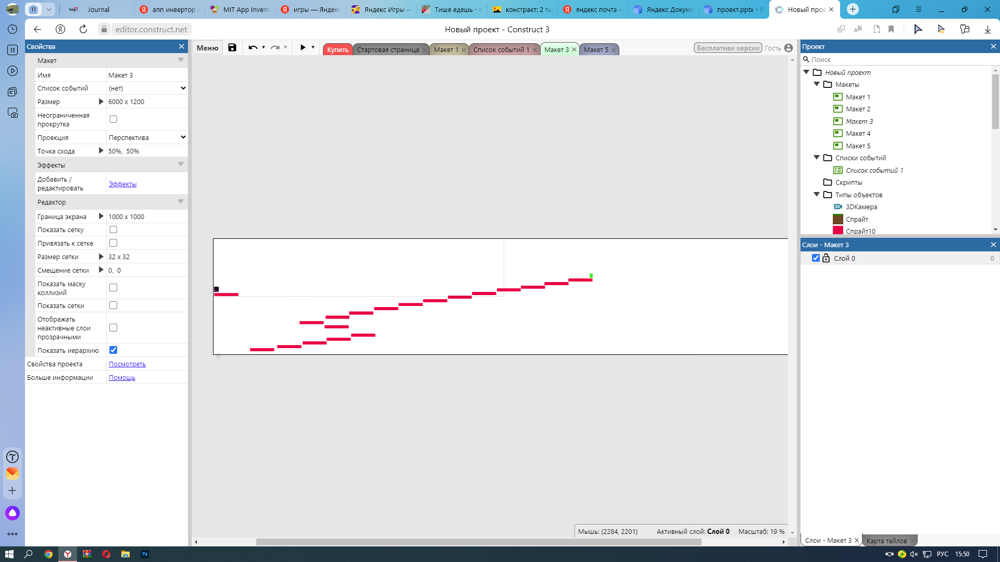 11
Journal
апп инвертор -
MIT App Invent
игры — Яндекс
Яндекс Игры —
Тише едешь - 
констракт: 2 ты
яндекс почта —
Яндекс Докуме
проект.pptx - Я
Новый прое
editor.construct.net
Новый проект - Construct 3
Свойства
Макет
Имя Макет 3
Список событий (нет)
Размер 6000 x 1200
Неограниченная
прокрутка
Проекция Перспектива
Точка схода 50%, 50%
Эффекты
Добавить /
редактировать Эффекты
Редактор
Граница экрана 1000 x 1000
Показать сетку
Привязать к сетке
Размер сетки 32 x 32
Смещение сетки 0, 0
Показать маску
коллизий
Показать сетки
Отображать
неактивные слои
прозрачными
Показать иерархию
Свойства проекта Посмотреть
Больше информации Помощь
Меню
Купить
Стартовая страница
Макет 1
Список событий 1
Макет 3
Макет 5
Бесплатная версия
Гость
Мышь: (2284, 2201) Активный слой: Слой 0 Масштаб: 19 %
Проект
Поиск
Новый проект
Макеты
Макет 1
Макет 2
Макет 3
Макет 4
Макет 5
Списки событий
Список событий 1
Скрипты
Типы объектов
3DКамера
Спрайт
Спрайт10
Слои - Макет 3
Слой 0 0
Слои - Макет 3
Карта тайлов
РУС 15:50